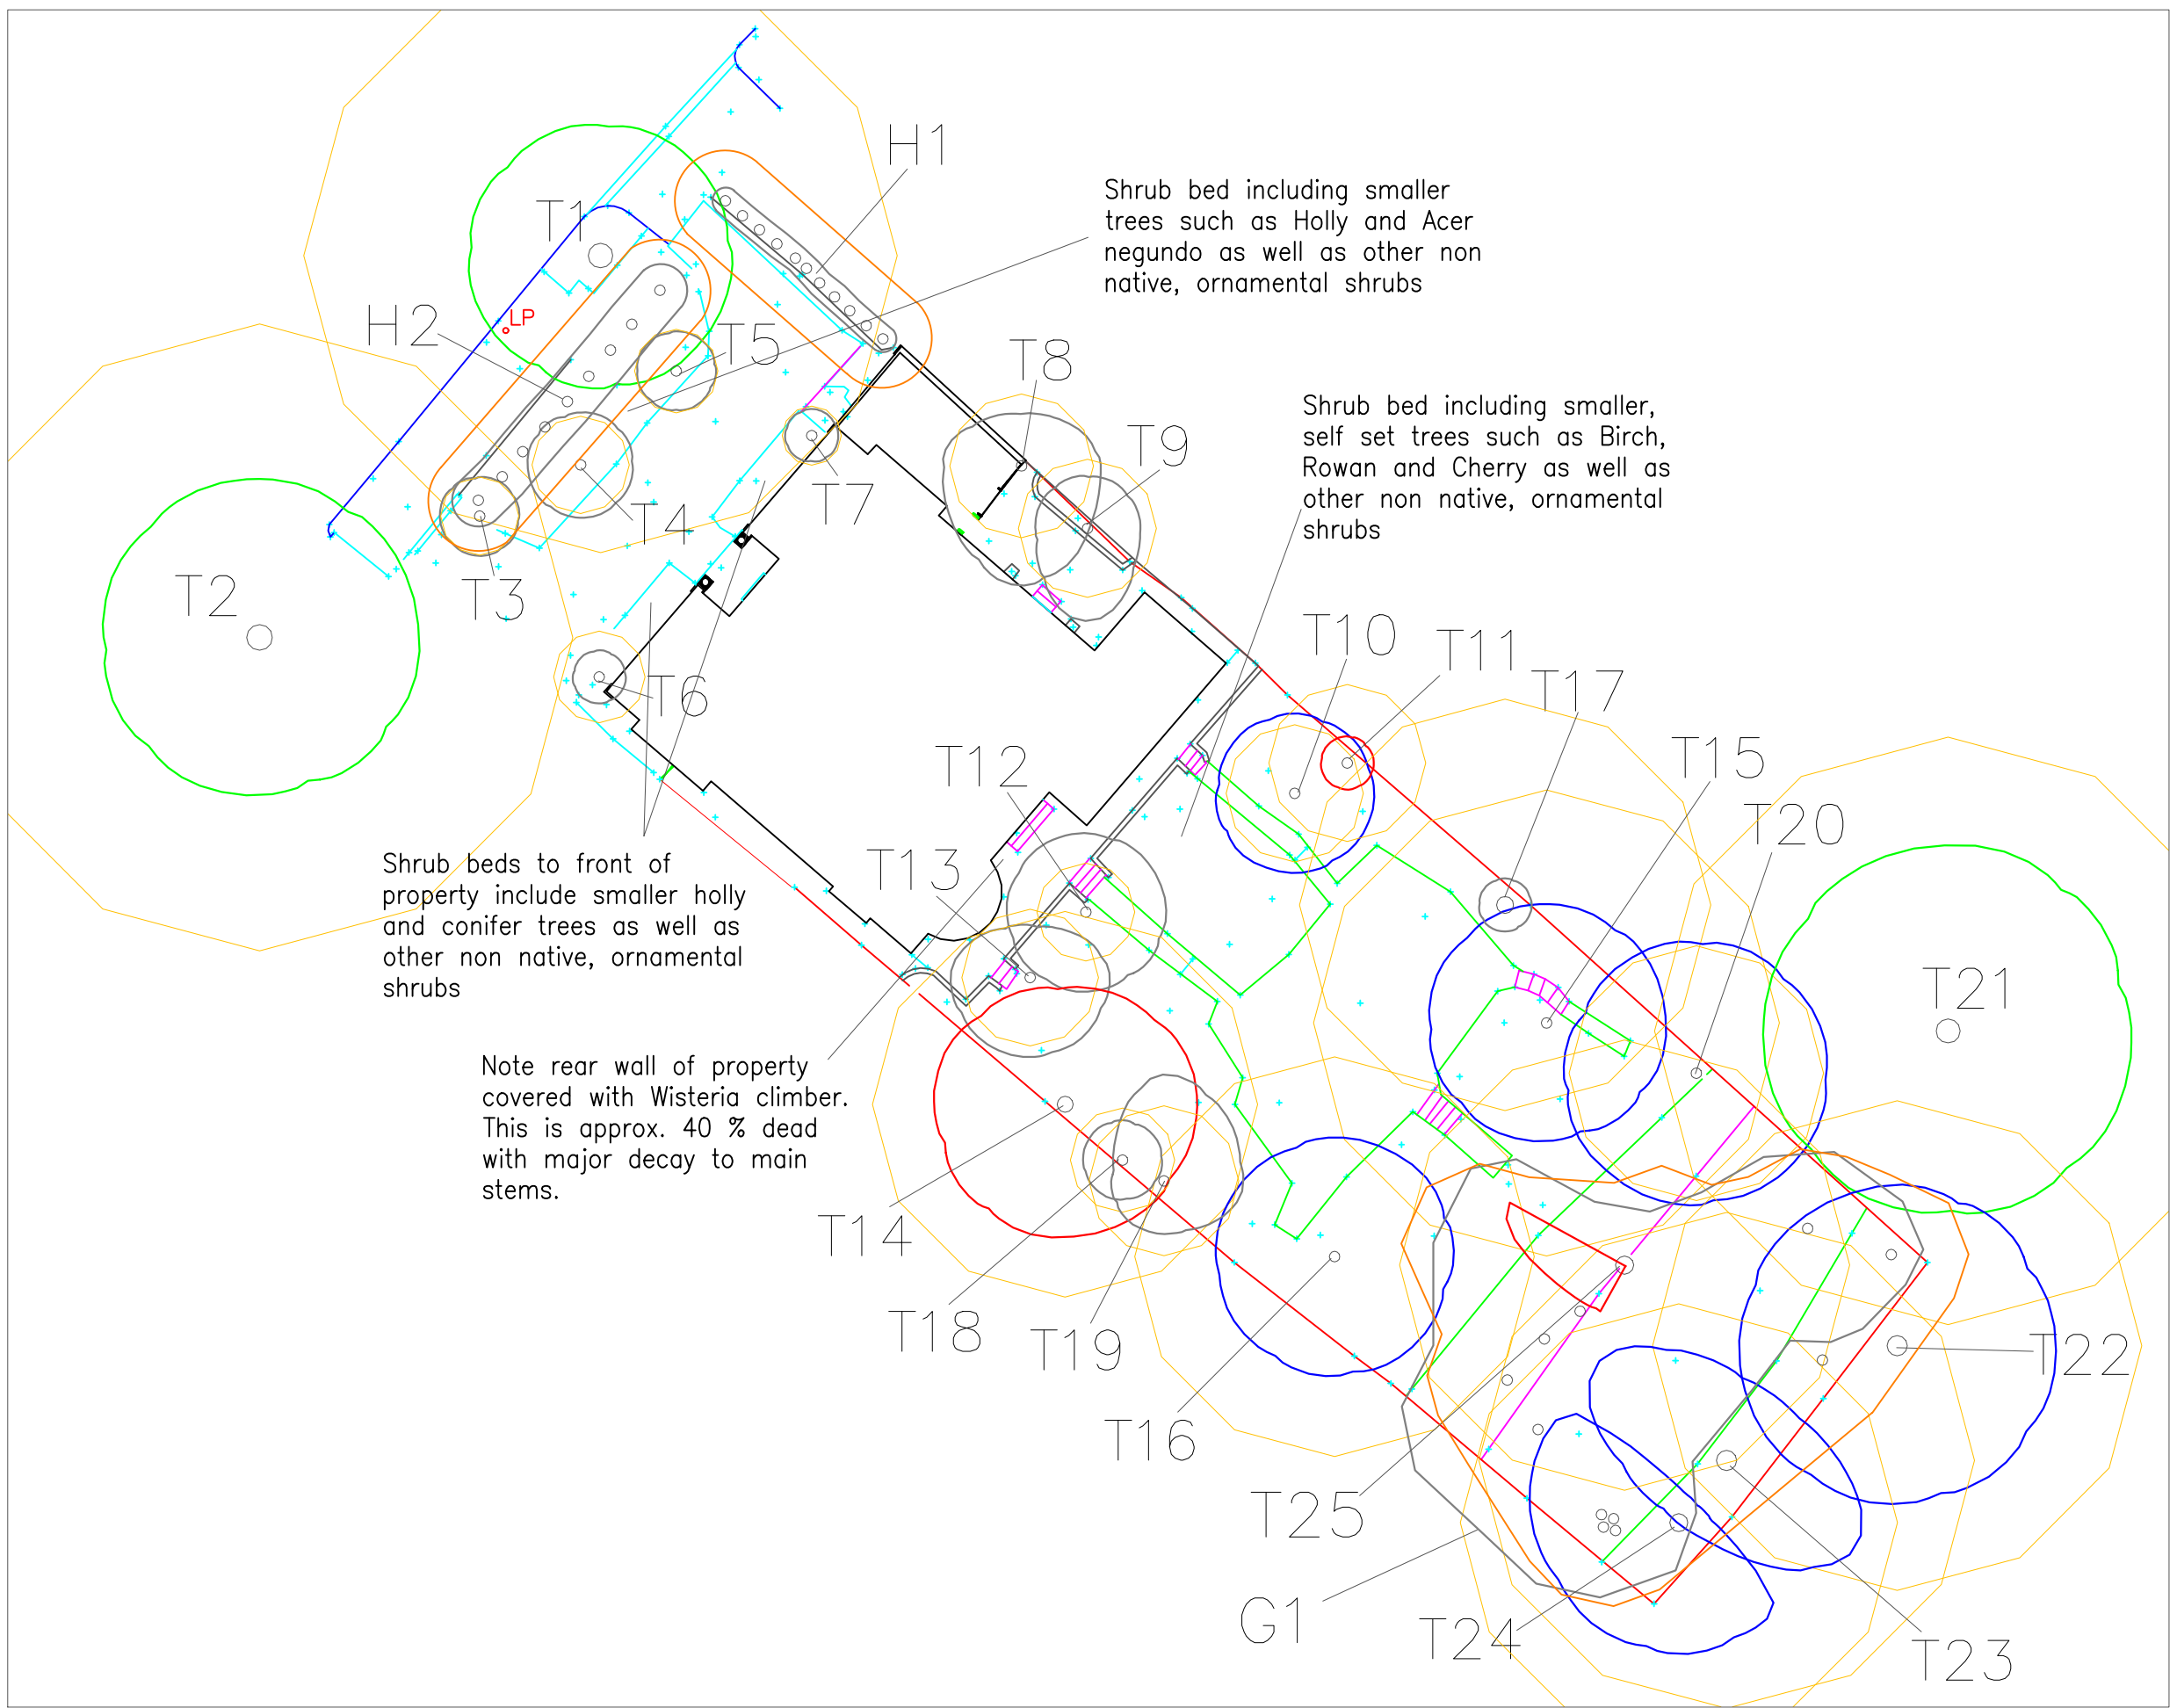 H1
Shrub bed including smaller
trees such as Holly and Acer
negundo as well as other non
native, ornamental shrubs
T1
LP
H2
T5
T8
Shrub bed including smaller,
self set trees such as Birch,
Rowan and Cherry as well as
other non native, ornamental
shrubs
T9
T7
T4
T3
T2
T10
T11
T6
T17
T12
T15
T20
T13
Shrub beds to front of
property include smaller holly
and conifer trees as well as
other non native, ornamental
shrubs
T21
Note rear wall of property
covered with Wisteria climber.
This is approx. 40 % dead
with major decay to main
stems.
T14
T18
T19
T22
T16
T25
G1
T24
T23